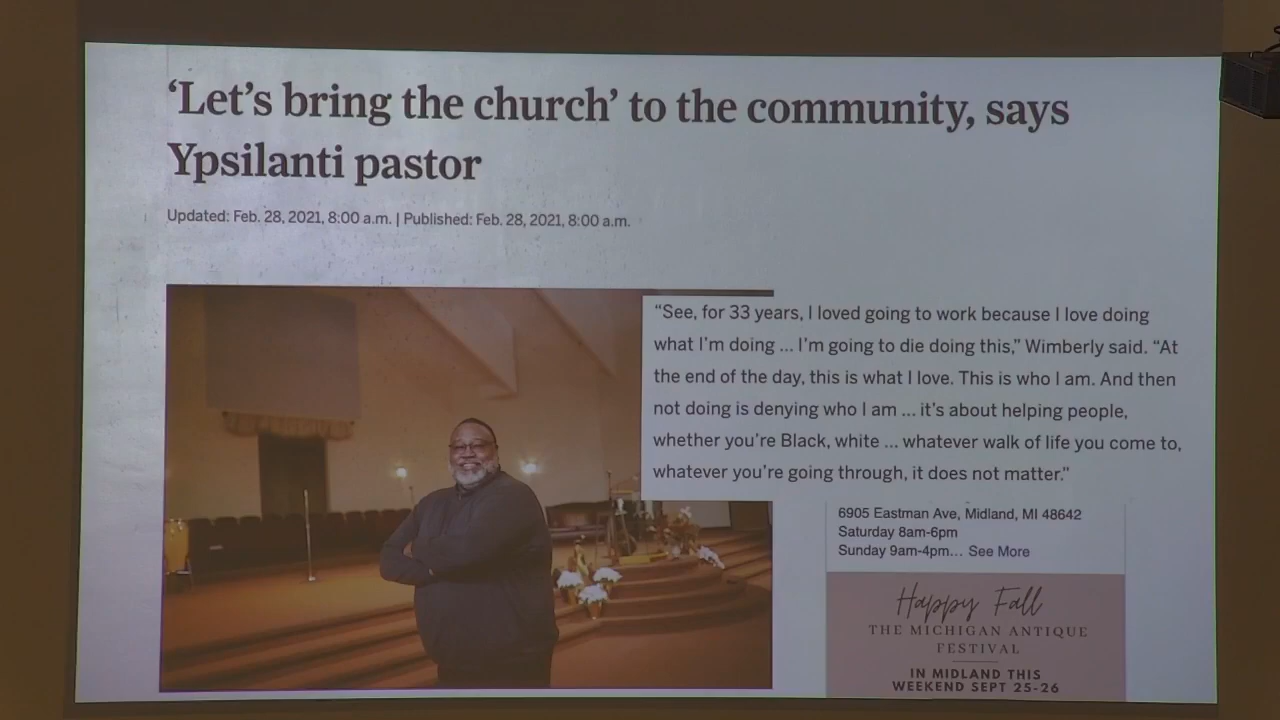 ‘Let’s bring the church’ to the community, says
Ypsilanti pastor
Updated: Feb. 28, 2021, 8:00 a.m. | Published: Feb. 28, 2021, 8:00 a.m.
“See, for 33 years, I loved going to work because I love doing
what I’m doing ... I’m going to die doing this,” Wimberly said. “At
the end of the day, this is what I love. This is who I am. And then
not doing is denying who I am ... it’s about helping people,
whether you’re Black, white ... whatever walk of life you come to,
whatever you’re going through, it does not matter.”
6905 Eastman Ave, Midland, MI 48642
Saturday 8am-6pm
Sunday 9am-4pm... See More
Happy Fall
THE MICHIGAN ANTIQUE
FESTIVAL
IN MIDLAND THIS
WEEKEND SEPT 25-26